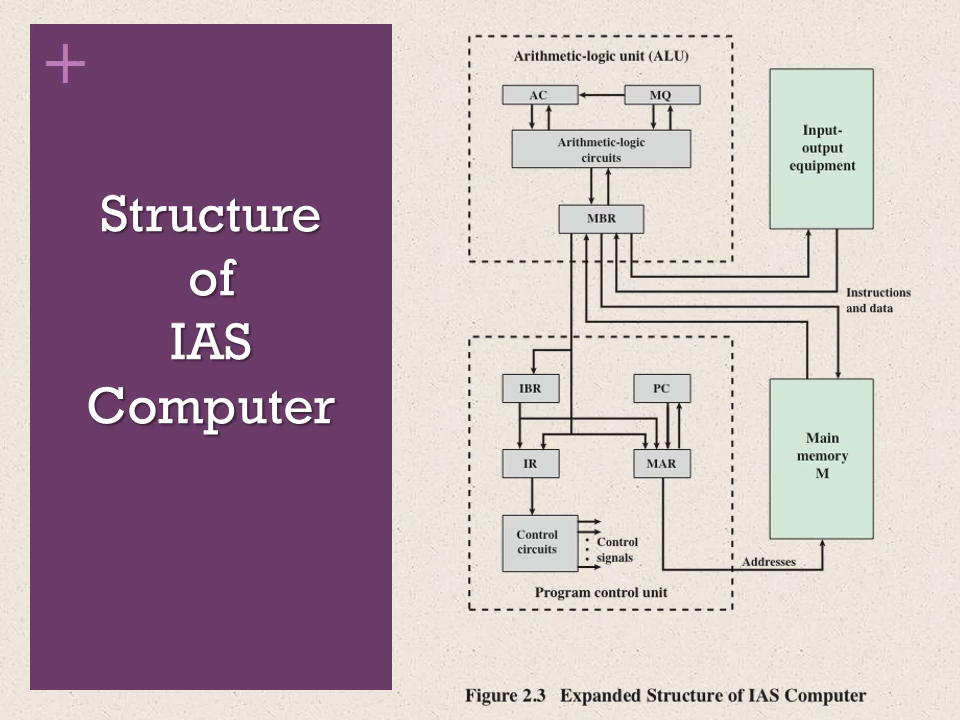 +
Structure
of
IAS
Computer
Arithmetic-logic unit (ALU)
AC
MQ
Arithmetic-logic
circuits
MBR
Input-
output
equipment
Instructions
and data
IBR
PC
IR
MAR
Main
memory
M
Control
circuits
Control
signals
Addresses
Program control unit
Figure 2.3 Expanded Structure of IAS Computer